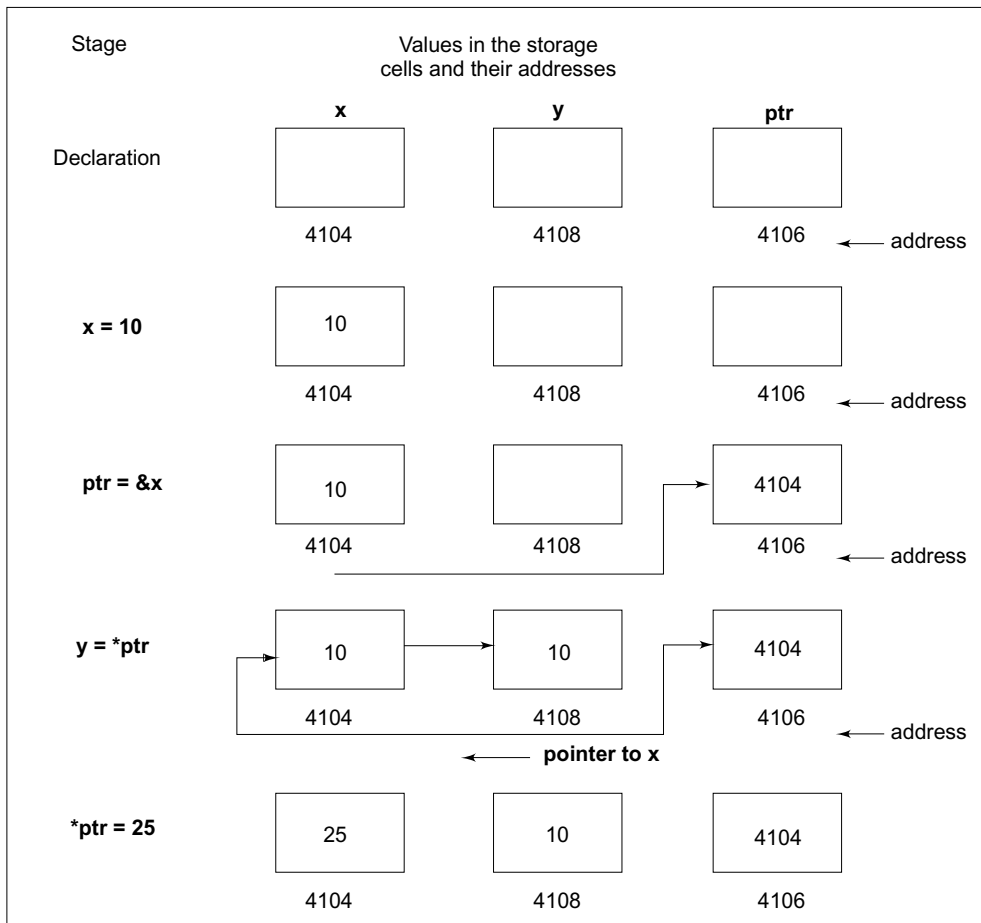 Stage
Values in the storage
cells and their addresses
x y ptr
Declaration
4104 4108 4106 address
x = 10 10
4104 4108 4106 address
ptr = &x 10 4104
4104 4108 4106 address
y = *ptr 10 10 4104
4104 4108 4106 address
pointer to x
*ptr = 25 25 10 4104
4104 4108 4106